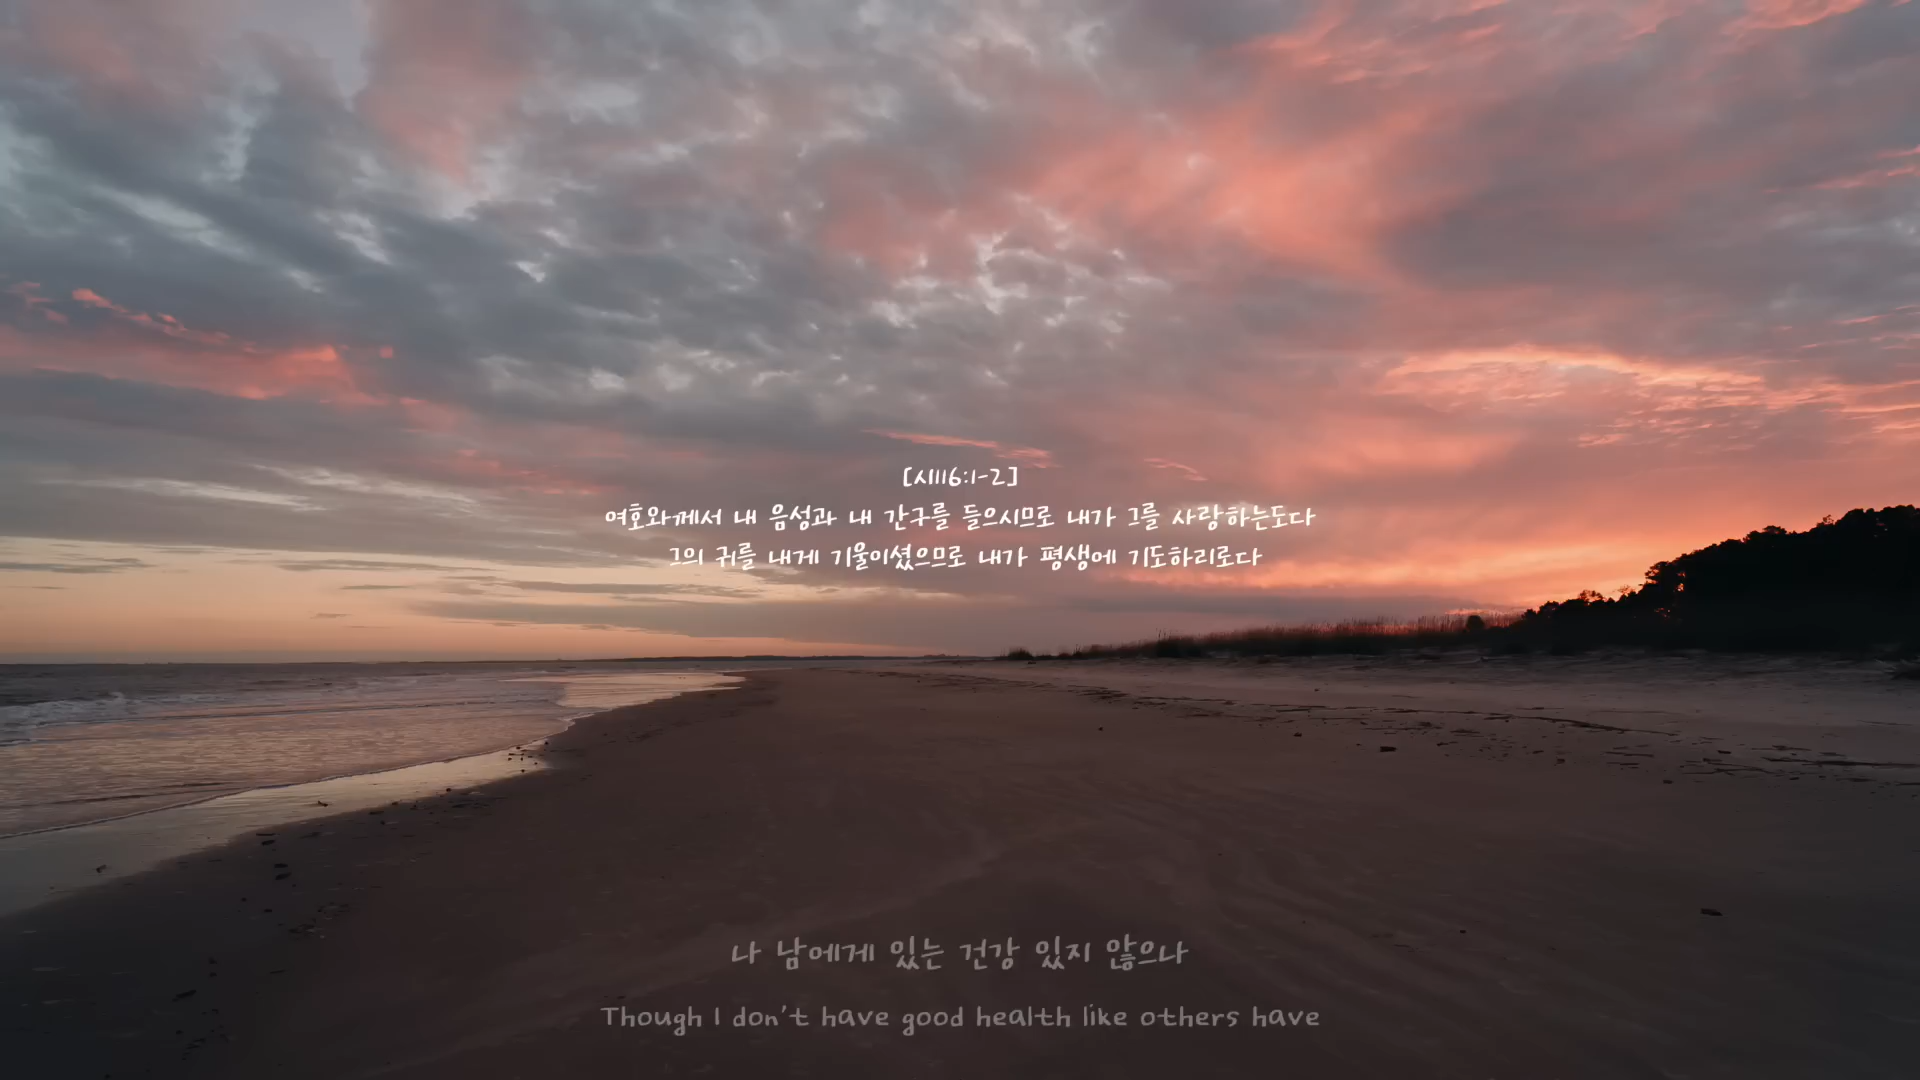 [시116:1-2]
여호와께서 내 음성과 내 간구를 들으시므로 내가 그를 사랑하는도다
그의 귀를 내게 기울이셨으므로 내가 평생에 기도하리로다
나 남에게 있는 건강 있지 않으나
Though I don't have good health like others have